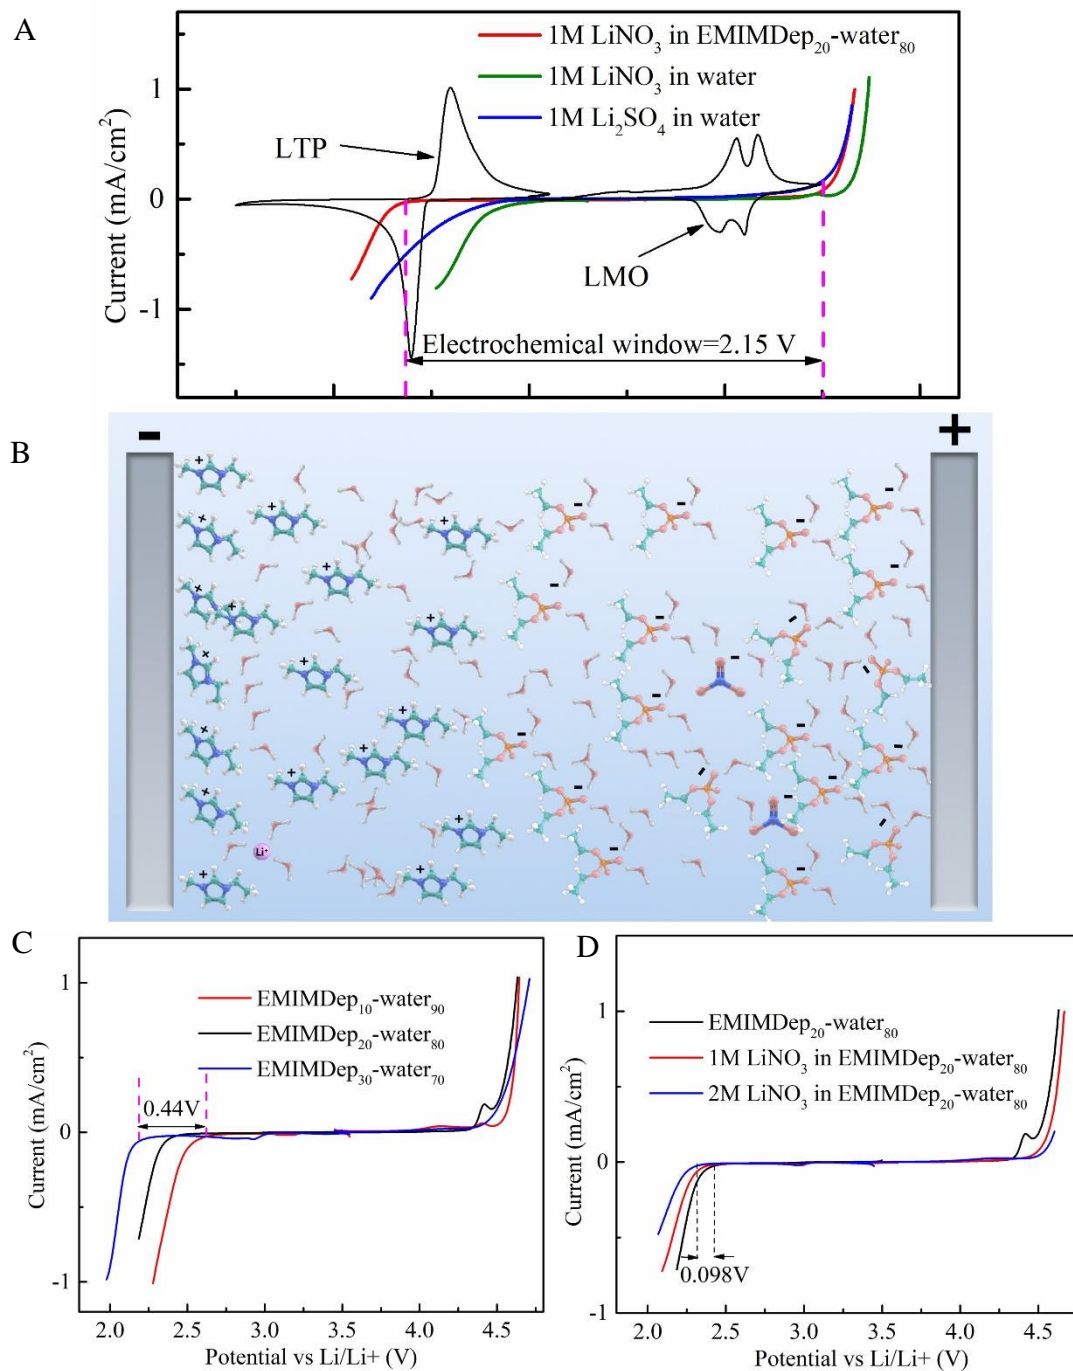 A
1M LiNO3 in EMIMDep20-water80
1M LiNO3 in water
1M Li2SO4 in water
LTP
LMO
Electrochemical window=2.15 V
Current (mA/cm2)
1
0
-1
B
-
+
Li+
C
EMIMDep10-water90
EMIMDep20-water80
EMIMDep30-water70
0.44V
Current (mA/cm2)
1
0
-1
2.0 2.5 3.0 3.5 4.0 4.5
Potential vs Li/Li+ (V)
D
EMIMDep20-water80
1M LiNO3 in EMIMDep20-water80
2M LiNO3 in EMIMDep20-water80
0.098V
Current (mA/cm2)
1
0
-1
2.0 2.5 3.0 3.5 4.0 4.5
Potential vs Li/Li+ (V)